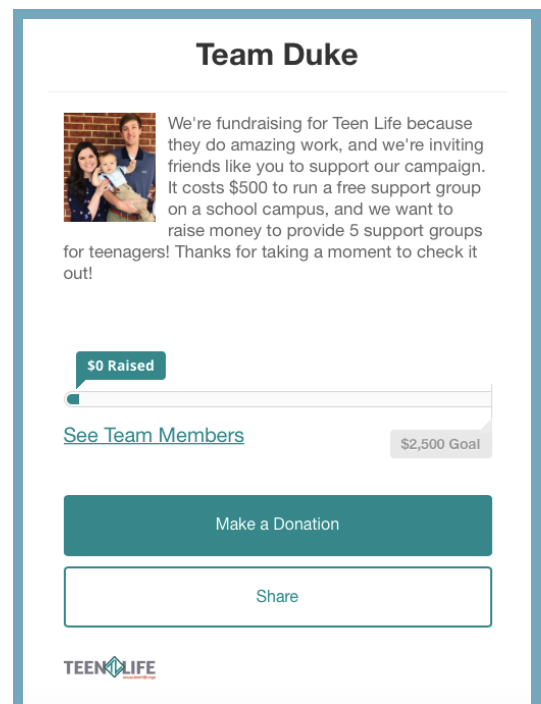 Team Duke
We're fundraising for Teen Life because
they do amazing work, and we're inviting
friends like you to support our campaign.
It costs $500 to run a free support group
on a school campus, and we want to
raise money to provide 5 support groups
for teenagers! Thanks for taking a moment to check it
out!
$0 Raised
See Team Members
$2,500 Goal
Make a Donation
Share
TEEN LIFE